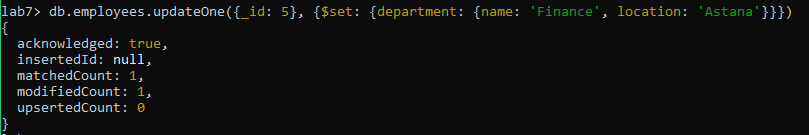 lab7> db.employees.updateOne({_id: 5}, {$set: {department: {name: 'Finance', location: 'Astana'}}})
{
  acknowledged: true,
  insertedId: null,
  matchedCount: 1,
  modifiedCount: 1,
  upsertedCount: 0
}